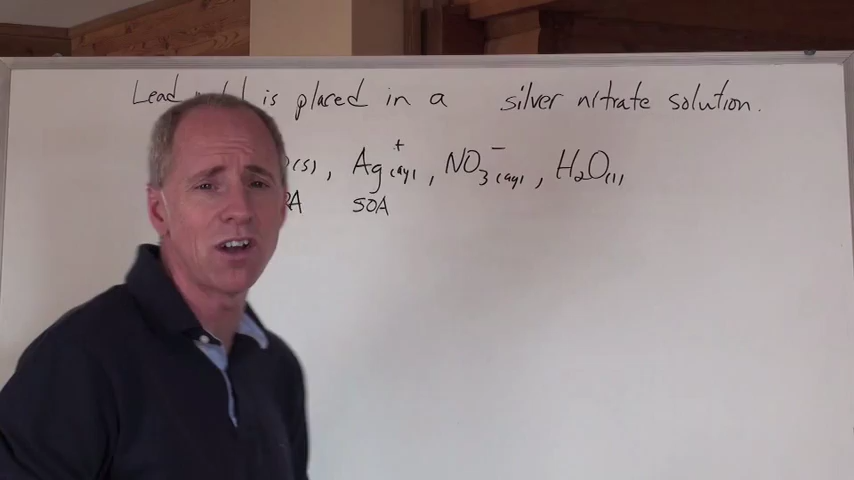 Lead is placed in a silver nitrate solution.
(s), Ag+(aq), NO3-(aq), H2O(l)
SOA